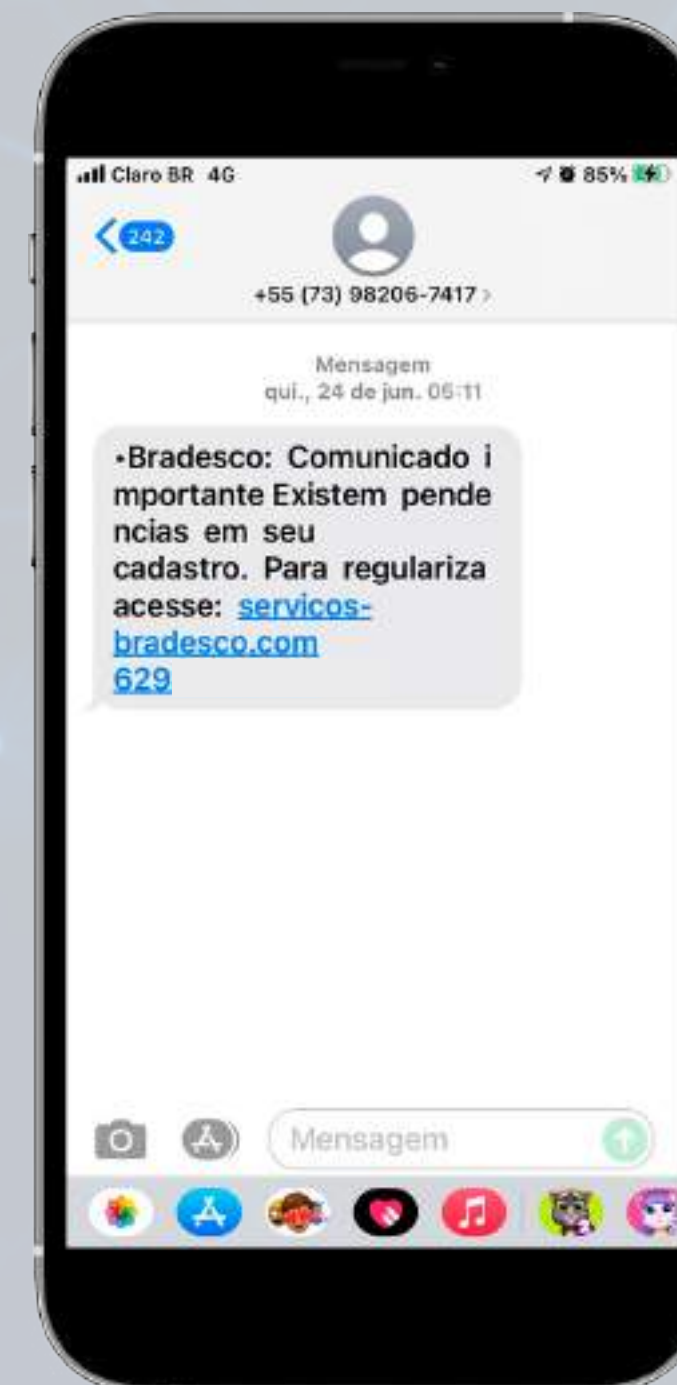 Claro BR 4G
85%
242
+55 (73) 98206-7417 >
Mensagem
qui., 24 de jun. 05:11
•Bradesco: Comunicado i
mportante Existem pende
ncias em seu
cadastro. Para regulariza
acesse: servicos-
bradesco.com
629
Mensagem